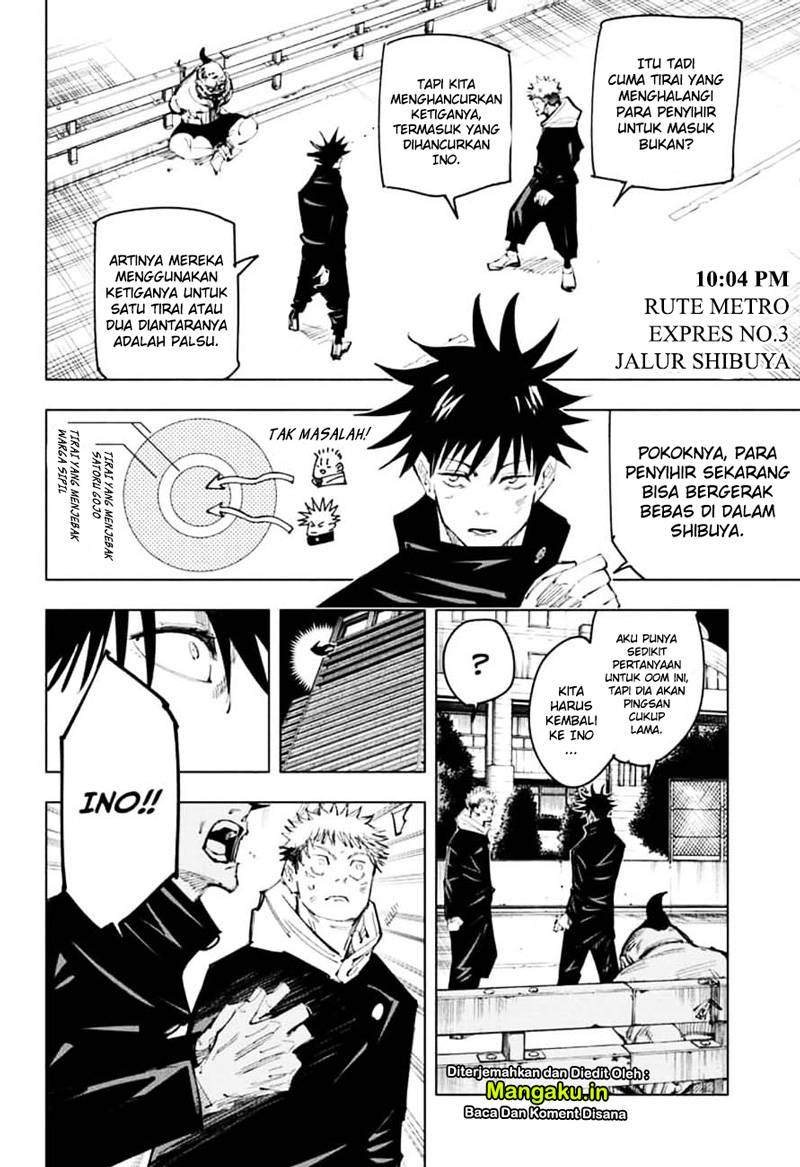 ITU TADI
CUMA TIRAI YANG
MENGHALANGI
PARA PENYIHIR
UNTUK MASUK
BUKAN?
TAPI KITA
MENGHANCURKAN
KETIGANYA,
TERMASUK YANG
DIHANCURKAN
INO.
ARTINYA MEREKA
MENGGUNAKAN
KETIGANYA UNTUK
SATU TIRAI ATAU
DUA DIANTARANYA
ADALAH PALSU.
10:04 PM
RUTE METRO
EXPRES NO.3
JALUR SHIBUYA
POKOKNYA, PARA
PENYIHIR SEKARANG
BISA BERGERAK
BEBAS DI DALAM
SHIBUYA.
TAK MASALAH!
TIRAI YANG MENJEBAK
SATORU GOJO
TIRAI YANG MENJEBAK
WARGA SIPIL
AKU PUNYA
SEDIKIT
PERTANYAAN
UNTUK OOM INI,
TAPI DIA AKAN
PINGSAN
CUKUP
LAMA.
KITA
HARUS
KEMBALI
KE INO
...
?
INO!!
Diterjemahkan dan Diedit Oleh :
Mangaku.in
Baca Dan Koment Disana